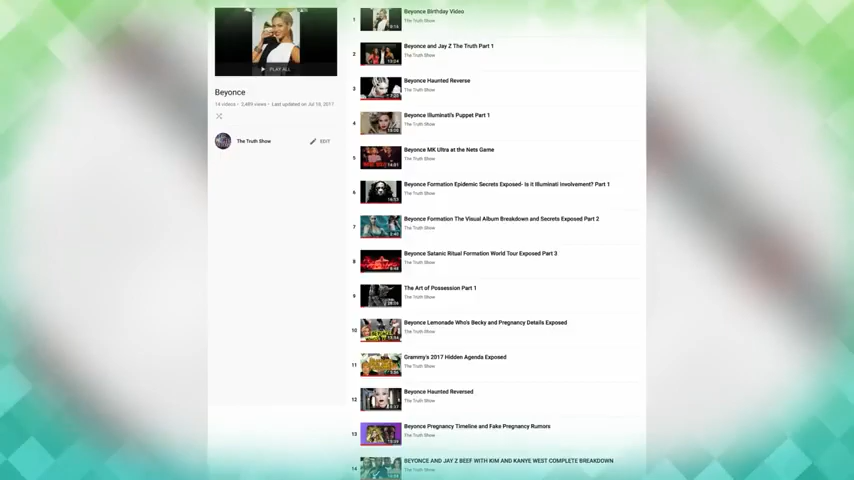 PLAY ALL
Beyonce
14 videos • 2,489 views • Last updated on Jul 10, 2017
The Truth Show
EDIT
1
Beyonce Birthday Video
The Truth Show
2
Beyonce and Jay Z The Truth Part 1
The Truth Show
3
Beyonce Haunted Reverse
The Truth Show
4
Beyonce Illuminati's Puppet Part 1
The Truth Show
5
Beyonce MK Ultra at the Nets Game
The Truth Show
6
Beyonce Formation Epidemic Secrets Exposed- Is it Illuminati Involvement? Part 1
The Truth Show
7
Beyonce Formation The Visual Album Breakdown and Secrets Exposed Part 2
The Truth Show
8
Beyonce Satanic Ritual Formation World Tour Exposed Part 3
The Truth Show
9
The Art of Possession Part 1
The Truth Show
10
Beyonce Lemonade Who's Becky and Pregnancy Details Exposed
The Truth Show
11
Grammy's 2017 Hidden Agenda Exposed
The Truth Show
12
Beyonce Haunted Reversed
The Truth Show
13
Beyonce Pregnancy Timeline and Fake Pregnancy Rumors
The Truth Show
14
BEYONCE AND JAY Z BEEF WITH KIM AND KANYE WEST COMPLETE BREAKDOWN
The Truth Show